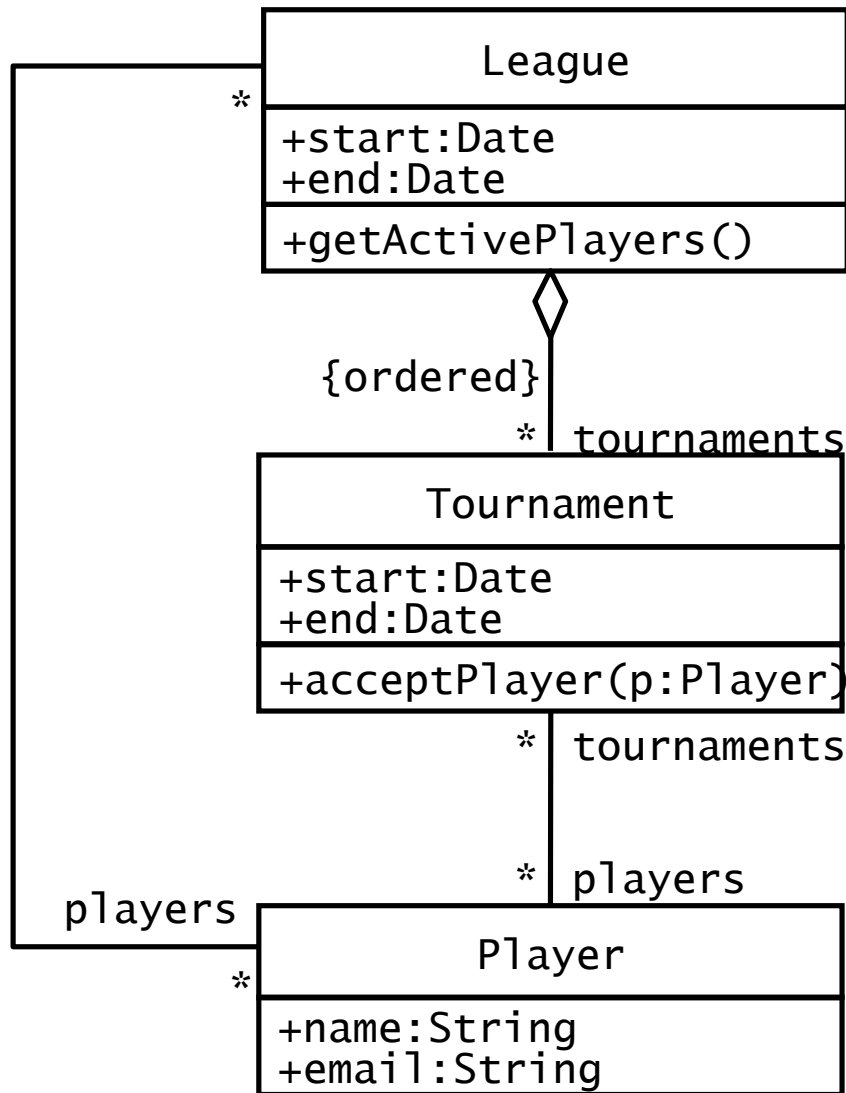 League
*
+start:Date
+end:Date
+getActivePlayers()
{ordered}
* tournaments
Tournament
+start:Date
+end:Date
+acceptPlayer(p:Player)
* tournaments
* players
players
Player
*
+name:String
+email:String